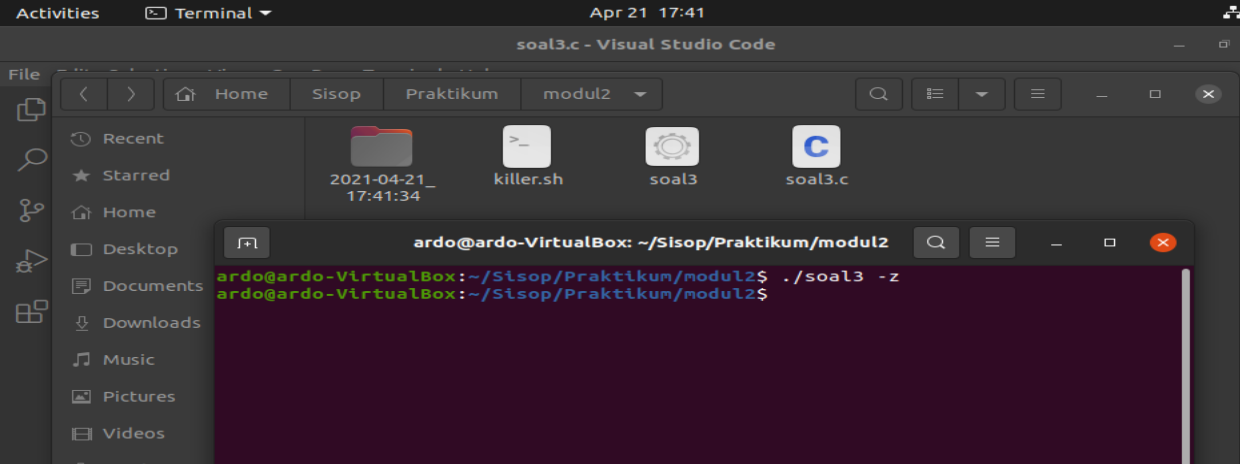 Activities Terminal Apr 21 17:41
soal3.c - Visual Studio Code
File
Home Sisop Praktikum modul2
Recent
Starred
Home
Desktop
Documents
Downloads
Music
Pictures
Videos
2021-04-21_
17:41:34
killer.sh
soal3
soal3.c
ardo@ardo-VirtualBox: ~/Sisop/Praktikum/modul2
ardo@ardo-VirtualBox:~/Sisop/Praktikum/modul2$ ./soal3 -z
ardo@ardo-VirtualBox:~/Sisop/Praktikum/modul2$